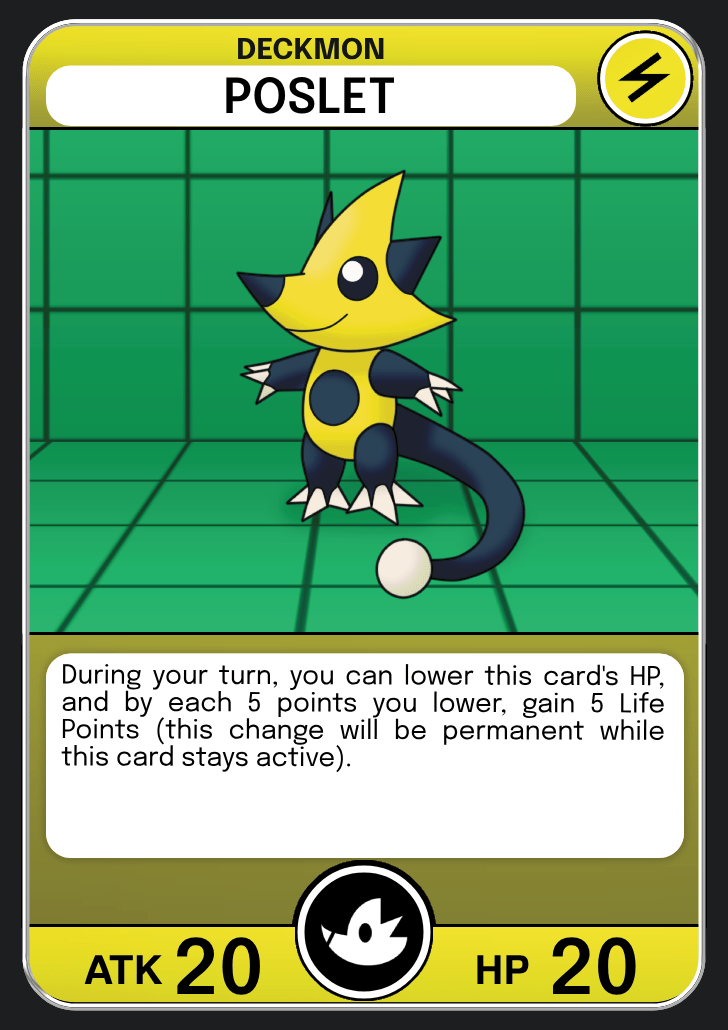 DECKMON
POSLET
During your turn, you can lower this card's HP,
and by each 5 points you lower, gain 5 Life
Points (this change will be permanent while
this card stays active).
ATK 20
HP 20